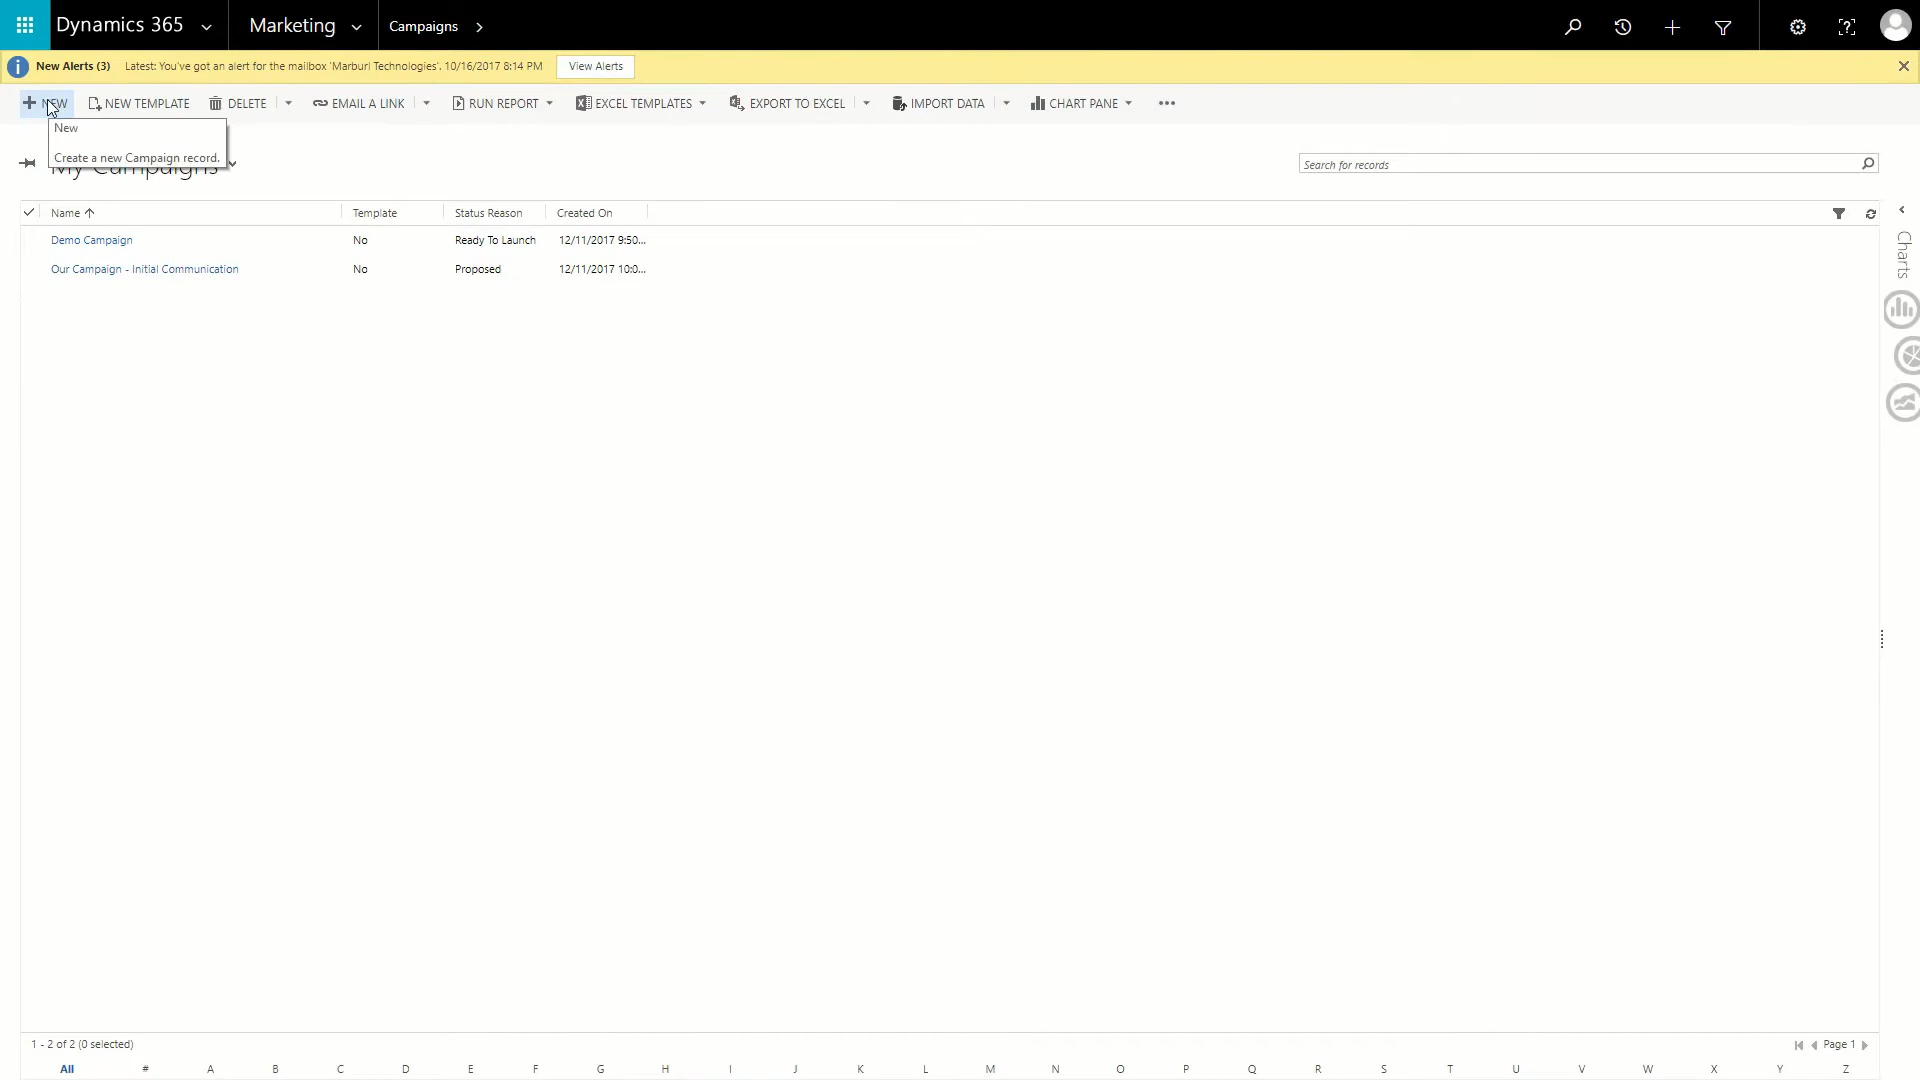 Dynamics 365 Marketing Campaigns
New Alerts (3) Latest: You've got an alert for the mailbox 'Marburl Technologies'. 10/16/2017 8:14 PM View Alerts
NEW NEW TEMPLATE DELETE EMAIL A LINK RUN REPORT EXCEL TEMPLATES EXPORT TO EXCEL IMPORT DATA CHART PANE
New
Create a new Campaign record.
My Campaigns Search for records
Name Template Status Reason Created On
Demo Campaign No Ready To Launch 12/11/2017 9:50...
Our Campaign - Initial Communication No Proposed 12/11/2017 10:0...
Charts
1 - 2 of 2 (0 selected) Page 1
All # A B C D E F G H I J K L M N O P Q R S T U V W X Y Z